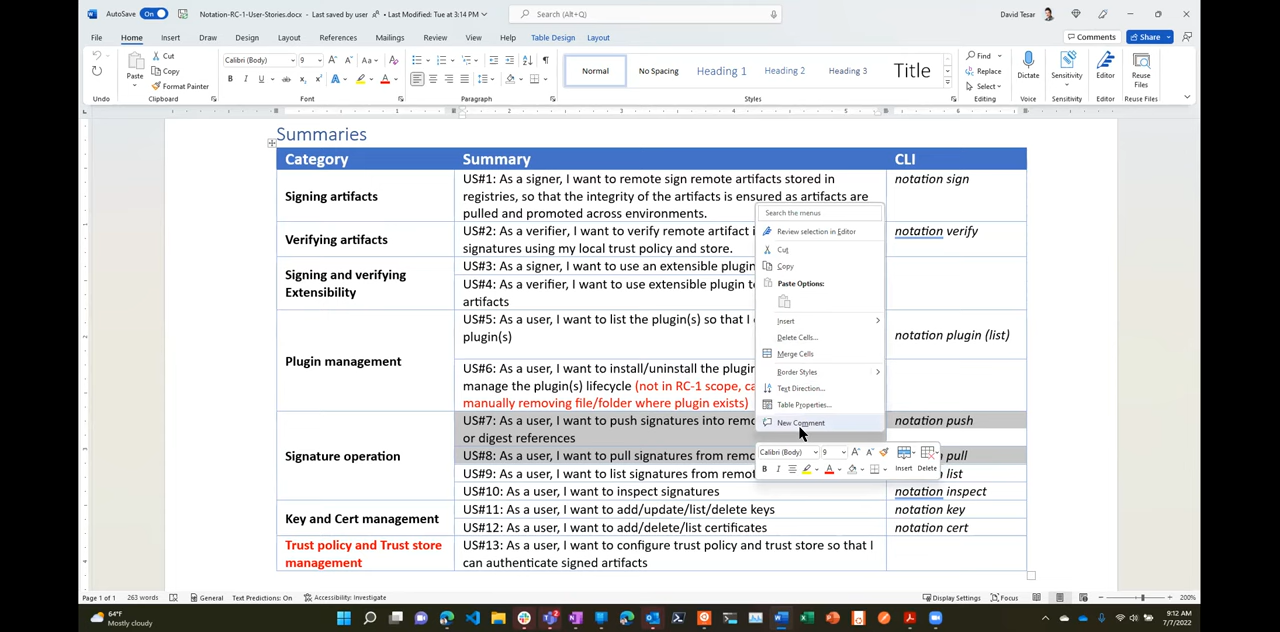 AutoSave On Notation-RC-1-User-Stories.docx • Last saved by user Last Modified: Tue at 3:14 PM Search (Alt+Q) David Tesar
File Home Insert Draw Design Layout References Mailings Review View Help Table Design Layout Comments Share
Paste Cut Copy Format Painter Calibri (Body) 9 Normal No Spacing Heading 1 Heading 2 Heading 3 Title Find Replace Select Dictate Sensitivity Editor Reuse Files
Undo Clipboard Font Paragraph Styles Editing Voice Sensitivity Editor Reuse Files
Summaries
Category Summary CLI
Signing artifacts
US#1: As a signer, I want to remote sign remote artifacts stored in
registries, so that the integrity of the artifacts is ensured as artifacts are
pulled and promoted across environments.
notation sign
Verifying artifacts
US#2: As a verifier, I want to verify remote artifact
signatures using my local trust policy and store.
notation verify
Signing and verifying
Extensibility
US#3: As a signer, I want to use an extensible plugin
US#4: As a verifier, I want to use extensible plugin
artifacts
Plugin management
US#5: As a user, I want to list the plugin(s) so that I
plugin(s)
notation plugin (list)
US#6: As a user, I want to install/uninstall the plugin
manage the plugin(s) lifecycle (not in RC-1 scope,
manually removing file/folder where plugin exists)
Signature operation
US#7: As a user, I want to push signatures into
or digest references
notation push
US#8: As a user, I want to pull signatures from
pull
US#9: As a user, I want to list signatures from
list
US#10: As a user, I want to inspect signatures
notation inspect
Key and Cert management
US#11: As a user, I want to add/update/list/delete keys
notation key
US#12: As a user, I want to add/delete/list certificates
notation cert
Trust policy and Trust store
management
US#13: As a user, I want to configure trust policy and trust store so that I
can authenticate signed artifacts
Search the menus
Review selection in Editor
Cut
Copy
Paste Options:
Insert
Delete Cells...
Merge Cells
Border Styles
Text Direction...
Table Properties...
New Comment
Calibri (Body) 9
Insert Delete
Page 1 of 1 263 words General Text Predictions: On Accessibility: Investigate Display Settings Focus 200%
64°F
Mostly cloudy
9:12 AM
7/7/2022